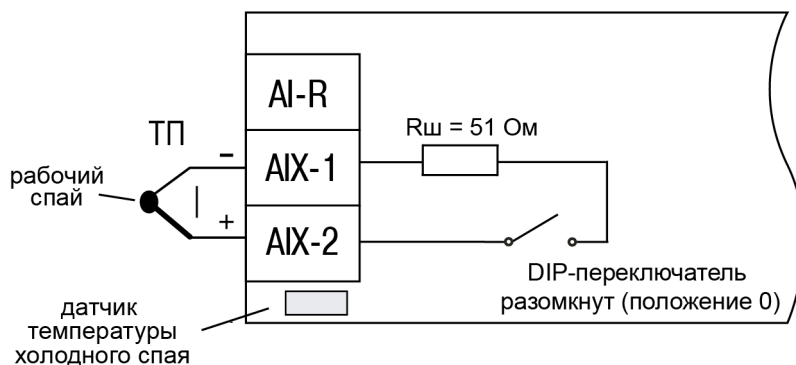 AI-R
Rш = 51 Ом
ТП
–
AIX-1
рабочий
спай
+
AIX-2
DIP-переключатель
разомкнут (положение 0)
датчик
температуры
холодного спая